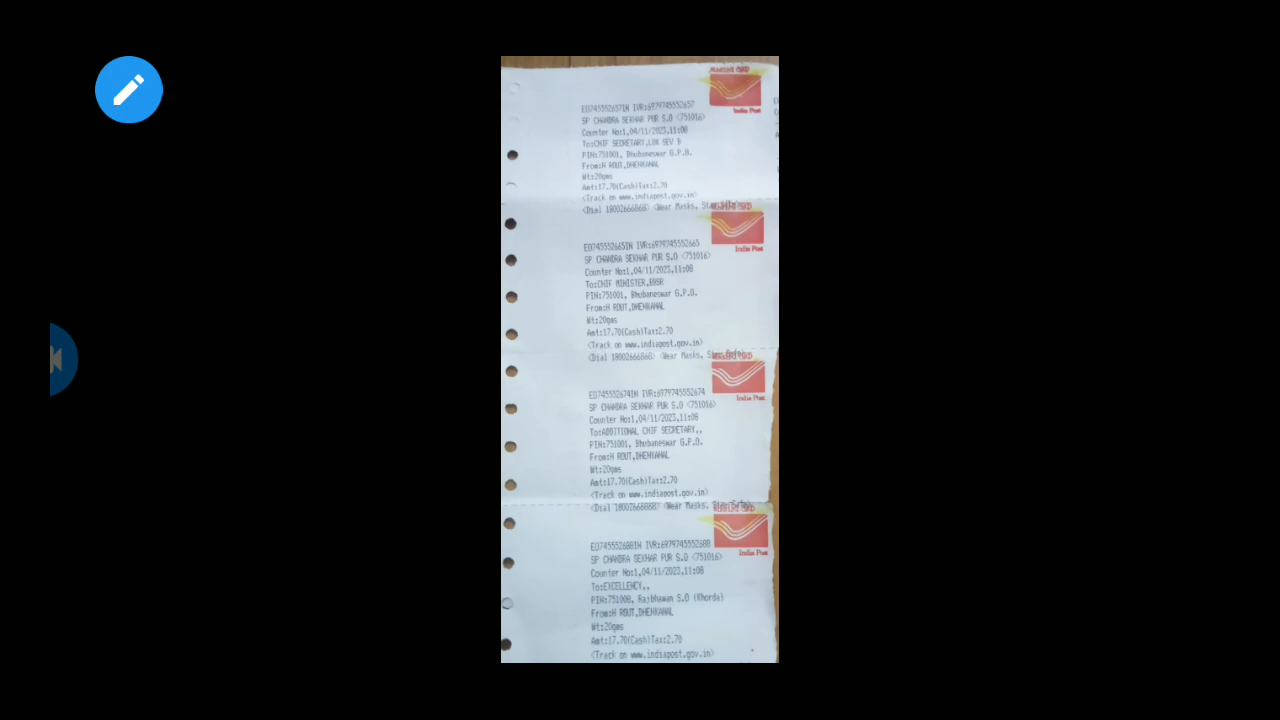 India Post
EO745552657IN IVR:6979745552657
SP CHANDRA SEKHAR PUR S.O <751016>
Counter No:1,04/11/2023,11:08
To:CHIF SECRETARY,LOK SEV B
PIN:751001, Bhubaneswar G.P.O.
From:H ROUT,DHENKANAL
Wt:20gms
Amt:17.70(Cash)Tax:2.70
<Track on www.indiapost.gov.in>
<Dial 18002666868> <Wear Masks, Stay Safe>
India Post
EO745552665IN IVR:6979745552665
SP CHANDRA SEKHAR PUR S.O <751016>
Counter No:1,04/11/2023,11:08
To:CHIF MINISTER,BBSR
PIN:751001, Bhubaneswar G.P.O.
From:H ROUT,DHENKANAL
Wt:20gms
Amt:17.70(Cash)Tax:2.70
<Track on www.indiapost.gov.in>
<Dial 18002666868> <Wear Masks, Stay Safe>
India Post
EO745552674IN IVR:6979745552674
SP CHANDRA SEKHAR PUR S.O <751016>
Counter No:1,04/11/2023,11:08
To:ADDITIONAL CHIF SECRETARY,,
PIN:751001, Bhubaneswar G.P.O.
From:H ROUT,DHENKANAL
Wt:20gms
Amt:17.70(Cash)Tax:2.70
<Track on www.indiapost.gov.in>
<Dial 18002666868> <Wear Masks, Stay Safe>
India Post
EO745552688IN IVR:6979745552688
SP CHANDRA SEKHAR PUR S.O <751016>
Counter No:1,04/11/2023,11:08
To:EXCELLENCY,,
PIN:751008, Rajbhawan S.O (Khorda)
From:H ROUT,DHENKANAL
Wt:20gms
Amt:17.70(Cash)Tax:2.70
<Track on www.indiapost.gov.in>